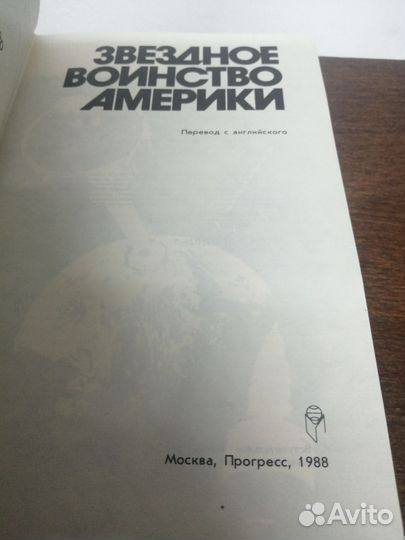 ЗВЕЗДНОЕ
ВОИНСТВО
АМЕРИКИ
Перевод с английского
Москва, Прогресс, 1988
Avito